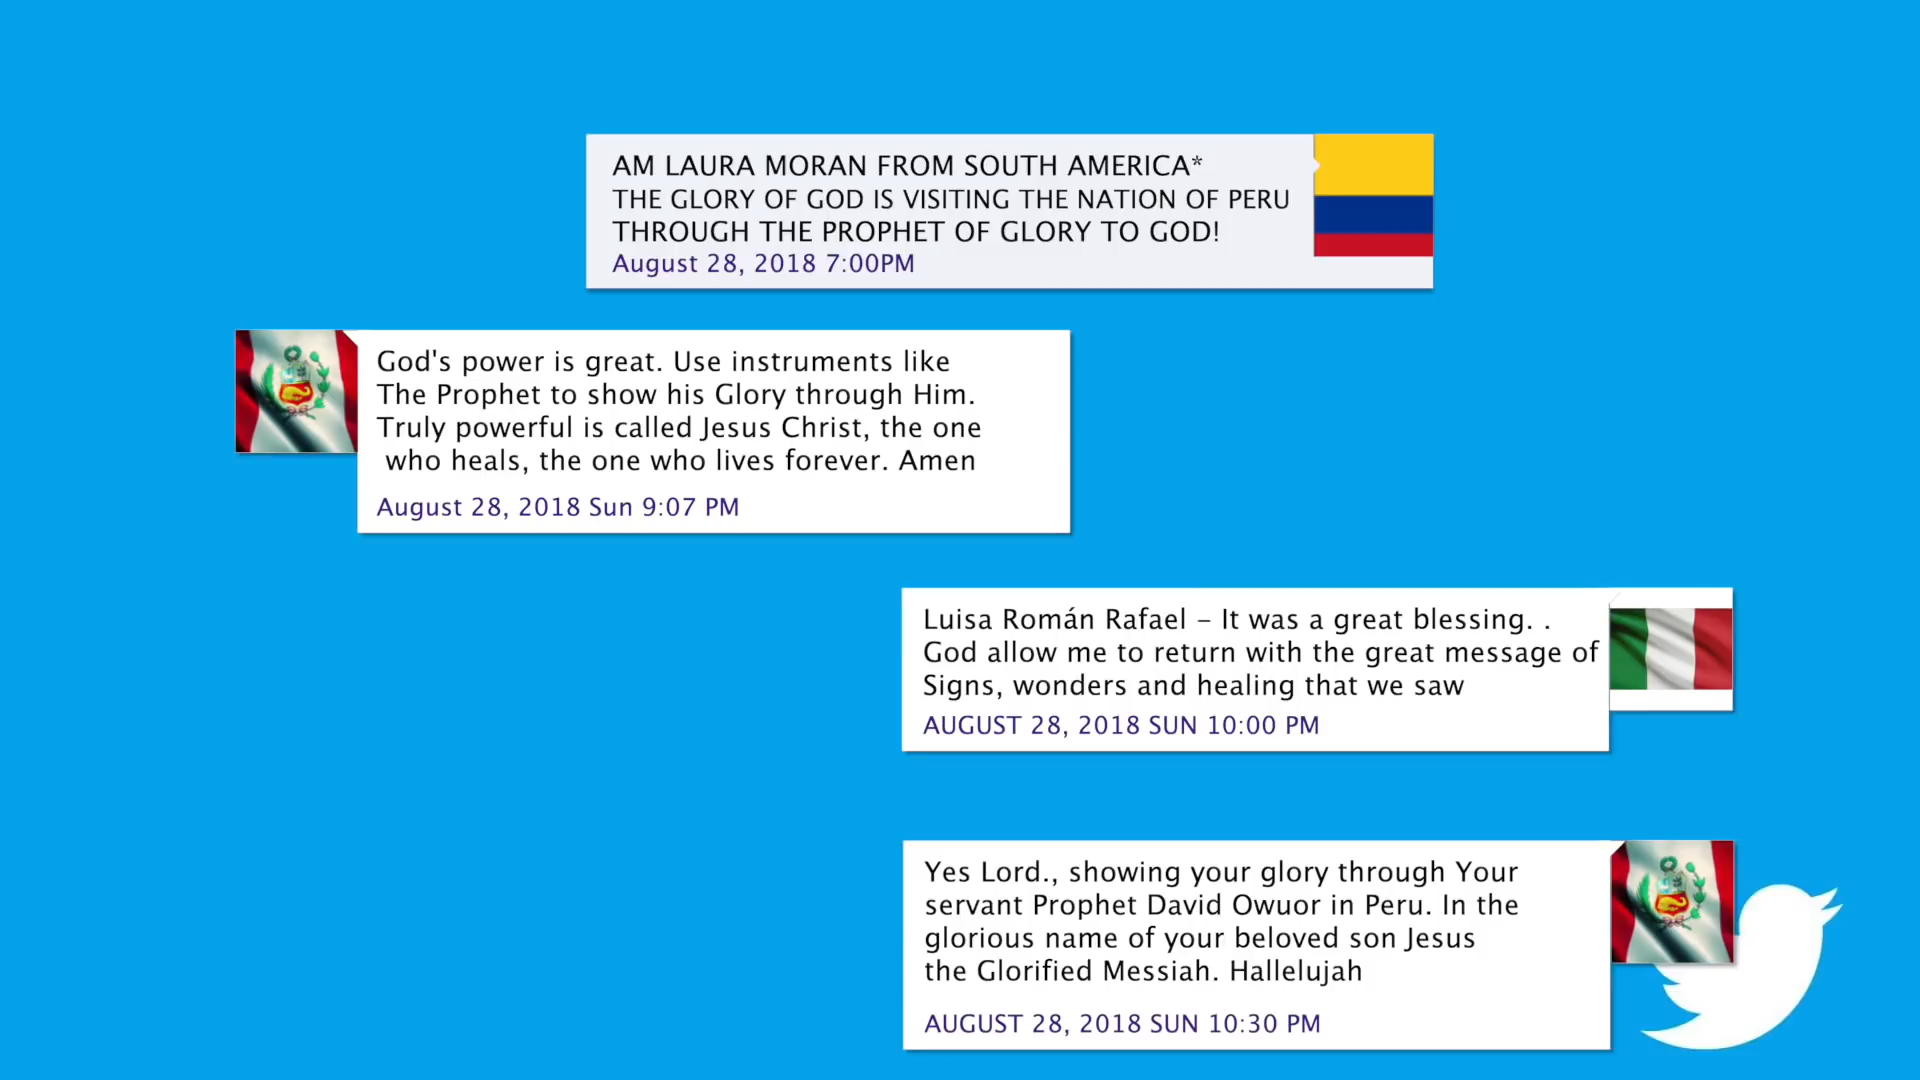 AM LAURA MORAN FROM SOUTH AMERICA*
THE GLORY OF GOD IS VISITING THE NATION OF PERU
THROUGH THE PROPHET OF GLORY TO GOD!
August 28, 2018 7:00PM
God's power is great. Use instruments like
The Prophet to show his Glory through Him.
Truly powerful is called Jesus Christ, the one
who heals, the one who lives forever. Amen
August 28, 2018 Sun 9:07 PM
Luisa Román Rafael – It was a great blessing. .
God allow me to return with the great message of
Signs, wonders and healing that we saw
AUGUST 28, 2018 SUN 10:00 PM
Yes Lord., showing your glory through Your
servant Prophet David Owuor in Peru. In the
glorious name of your beloved son Jesus
the Glorified Messiah. Hallelujah
AUGUST 28, 2018 SUN 10:30 PM